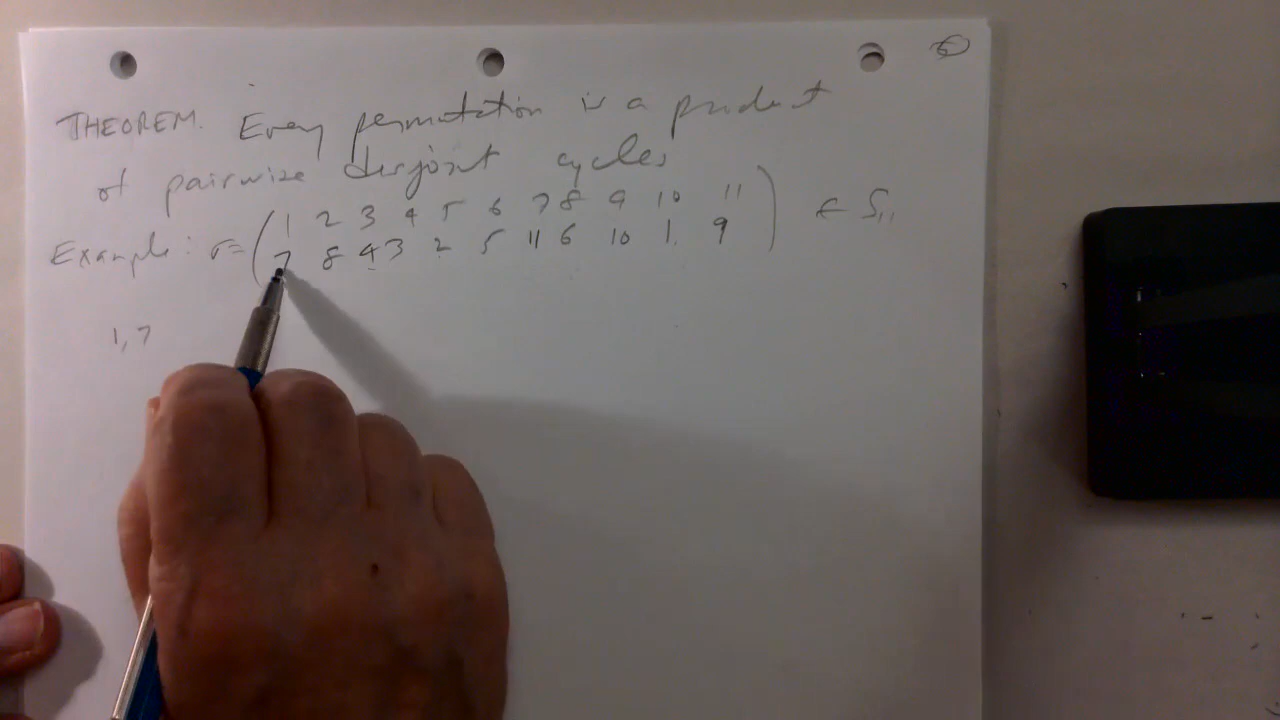 5
THEOREM. Every permutation is a product
of pairwise disjoint cycles
Example: σ= ( 1 2 3 4 5 6 7 8 9 10 11 ) ∈ S₁₁
7 8 4 3 2 5 11 6 10 1 9
1, 7